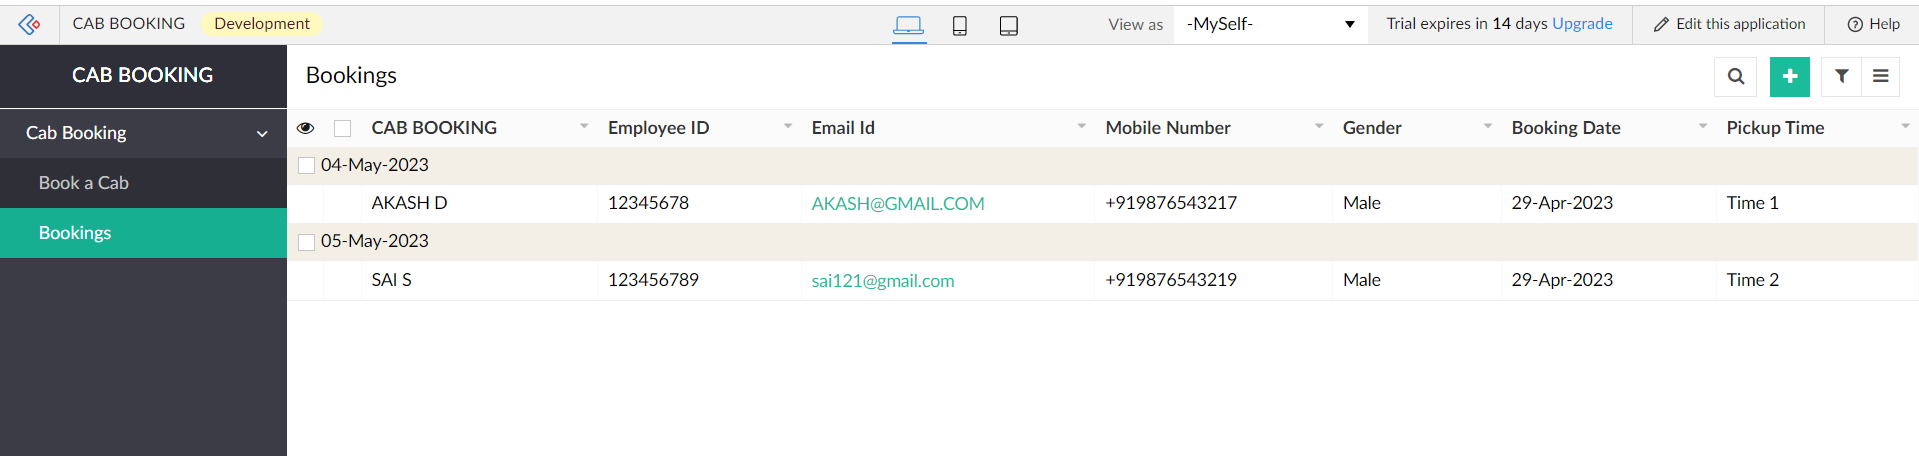 CAB BOOKING Development View as -MySelf- Trial expires in 14 days Upgrade Edit this application Help
CAB BOOKING
Cab Booking
Book a Cab
Bookings
Bookings
CAB BOOKING Employee ID Email Id Mobile Number Gender Booking Date Pickup Time
04-May-2023
AKASH D 12345678 AKASH@GMAIL.COM +919876543217 Male 29-Apr-2023 Time 1
05-May-2023
SAI S 123456789 sai121@gmail.com +919876543219 Male 29-Apr-2023 Time 2